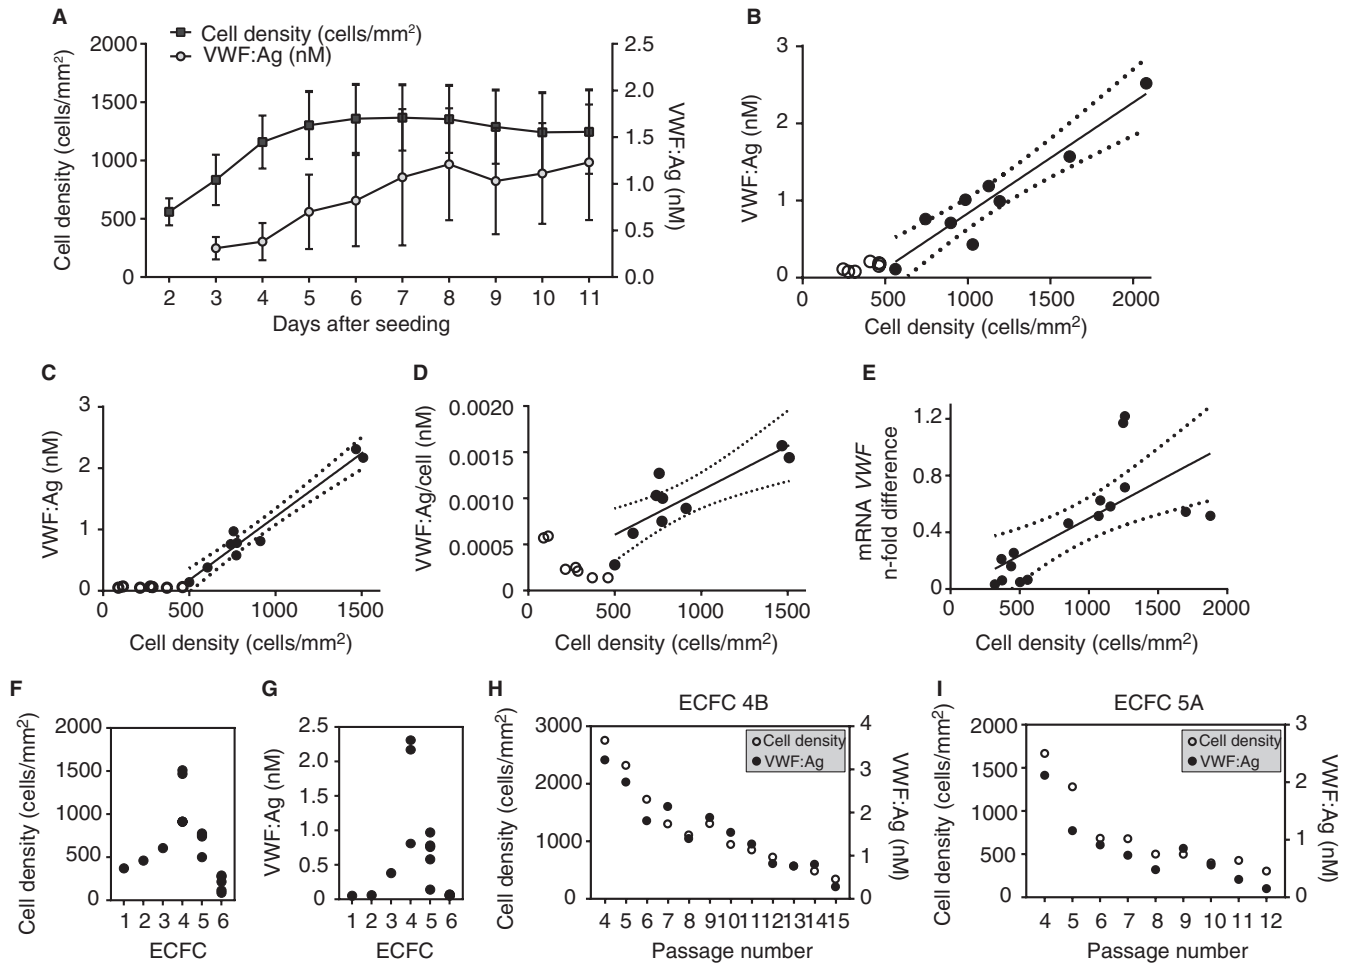 A
Cell density (cells/mm2)
VWF:Ag (nM)
2000
1500
1000
500
0
2.5
2.0
1.5
1.0
0.5
0.0
Cell density (cells/mm2)
VWF:Ag (nM)
2 3 4 5 6 7 8 9 10 11
Days after seeding
B
3
2
1
0
VWF:Ag (nM)
0 500 1000 1500 2000
Cell density (cells/mm2)
C
3
2
1
0
VWF:Ag (nM)
0 500 1000 1500
Cell density (cells/mm2)
D
0.0020
0.0015
0.0010
0.0005
0
VWF:Ag/cell (nM)
0 500 1000 1500
Cell density (cells/mm2)
E
1.2
0.8
0.4
0
mRNA VWF
n-fold difference
0 500 1000 1500 2000
Cell density (cells/mm2)
F
2000
1500
1000
500
0
Cell density (cells/mm2)
1 2 3 4 5 6
ECFC
G
2.5
2.0
1.5
1.0
0.5
0
VWF:Ag (nM)
1 2 3 4 5 6
ECFC
H
ECFC 4B
Cell density
VWF:Ag
3000
2000
1000
0
4
3
2
1
0
Cell density (cells/mm2)
VWF:Ag (nM)
4 5 6 7 8 9 10 11 12 13 14 15
Passage number
I
ECFC 5A
Cell density
VWF:Ag
2000
1500
1000
500
0
3
2
1
0
Cell density (cells/mm2)
VWF:Ag (nM)
4 5 6 7 8 9 10 11 12
Passage number